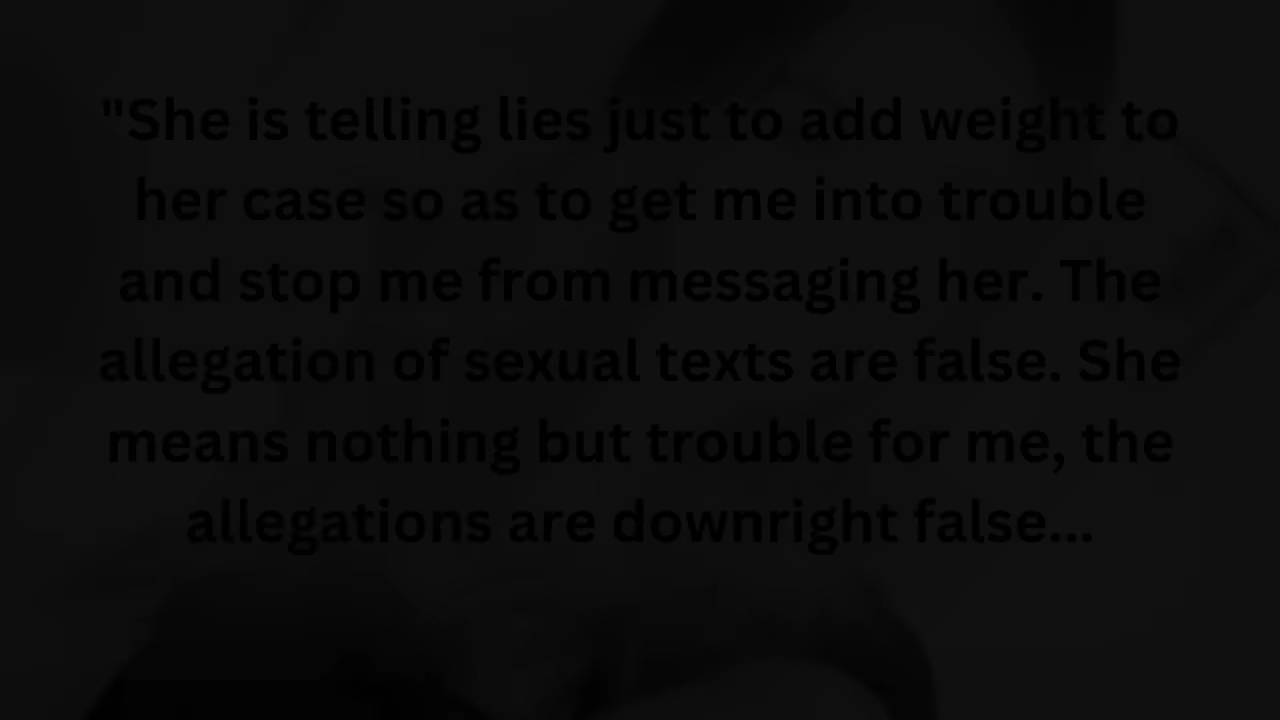 "She is telling lies just to add weight to
her case so as to get me into trouble
and stop me from messaging her. The
allegation of sexual texts are false. She
means nothing but trouble for me, the
allegations are downright false...